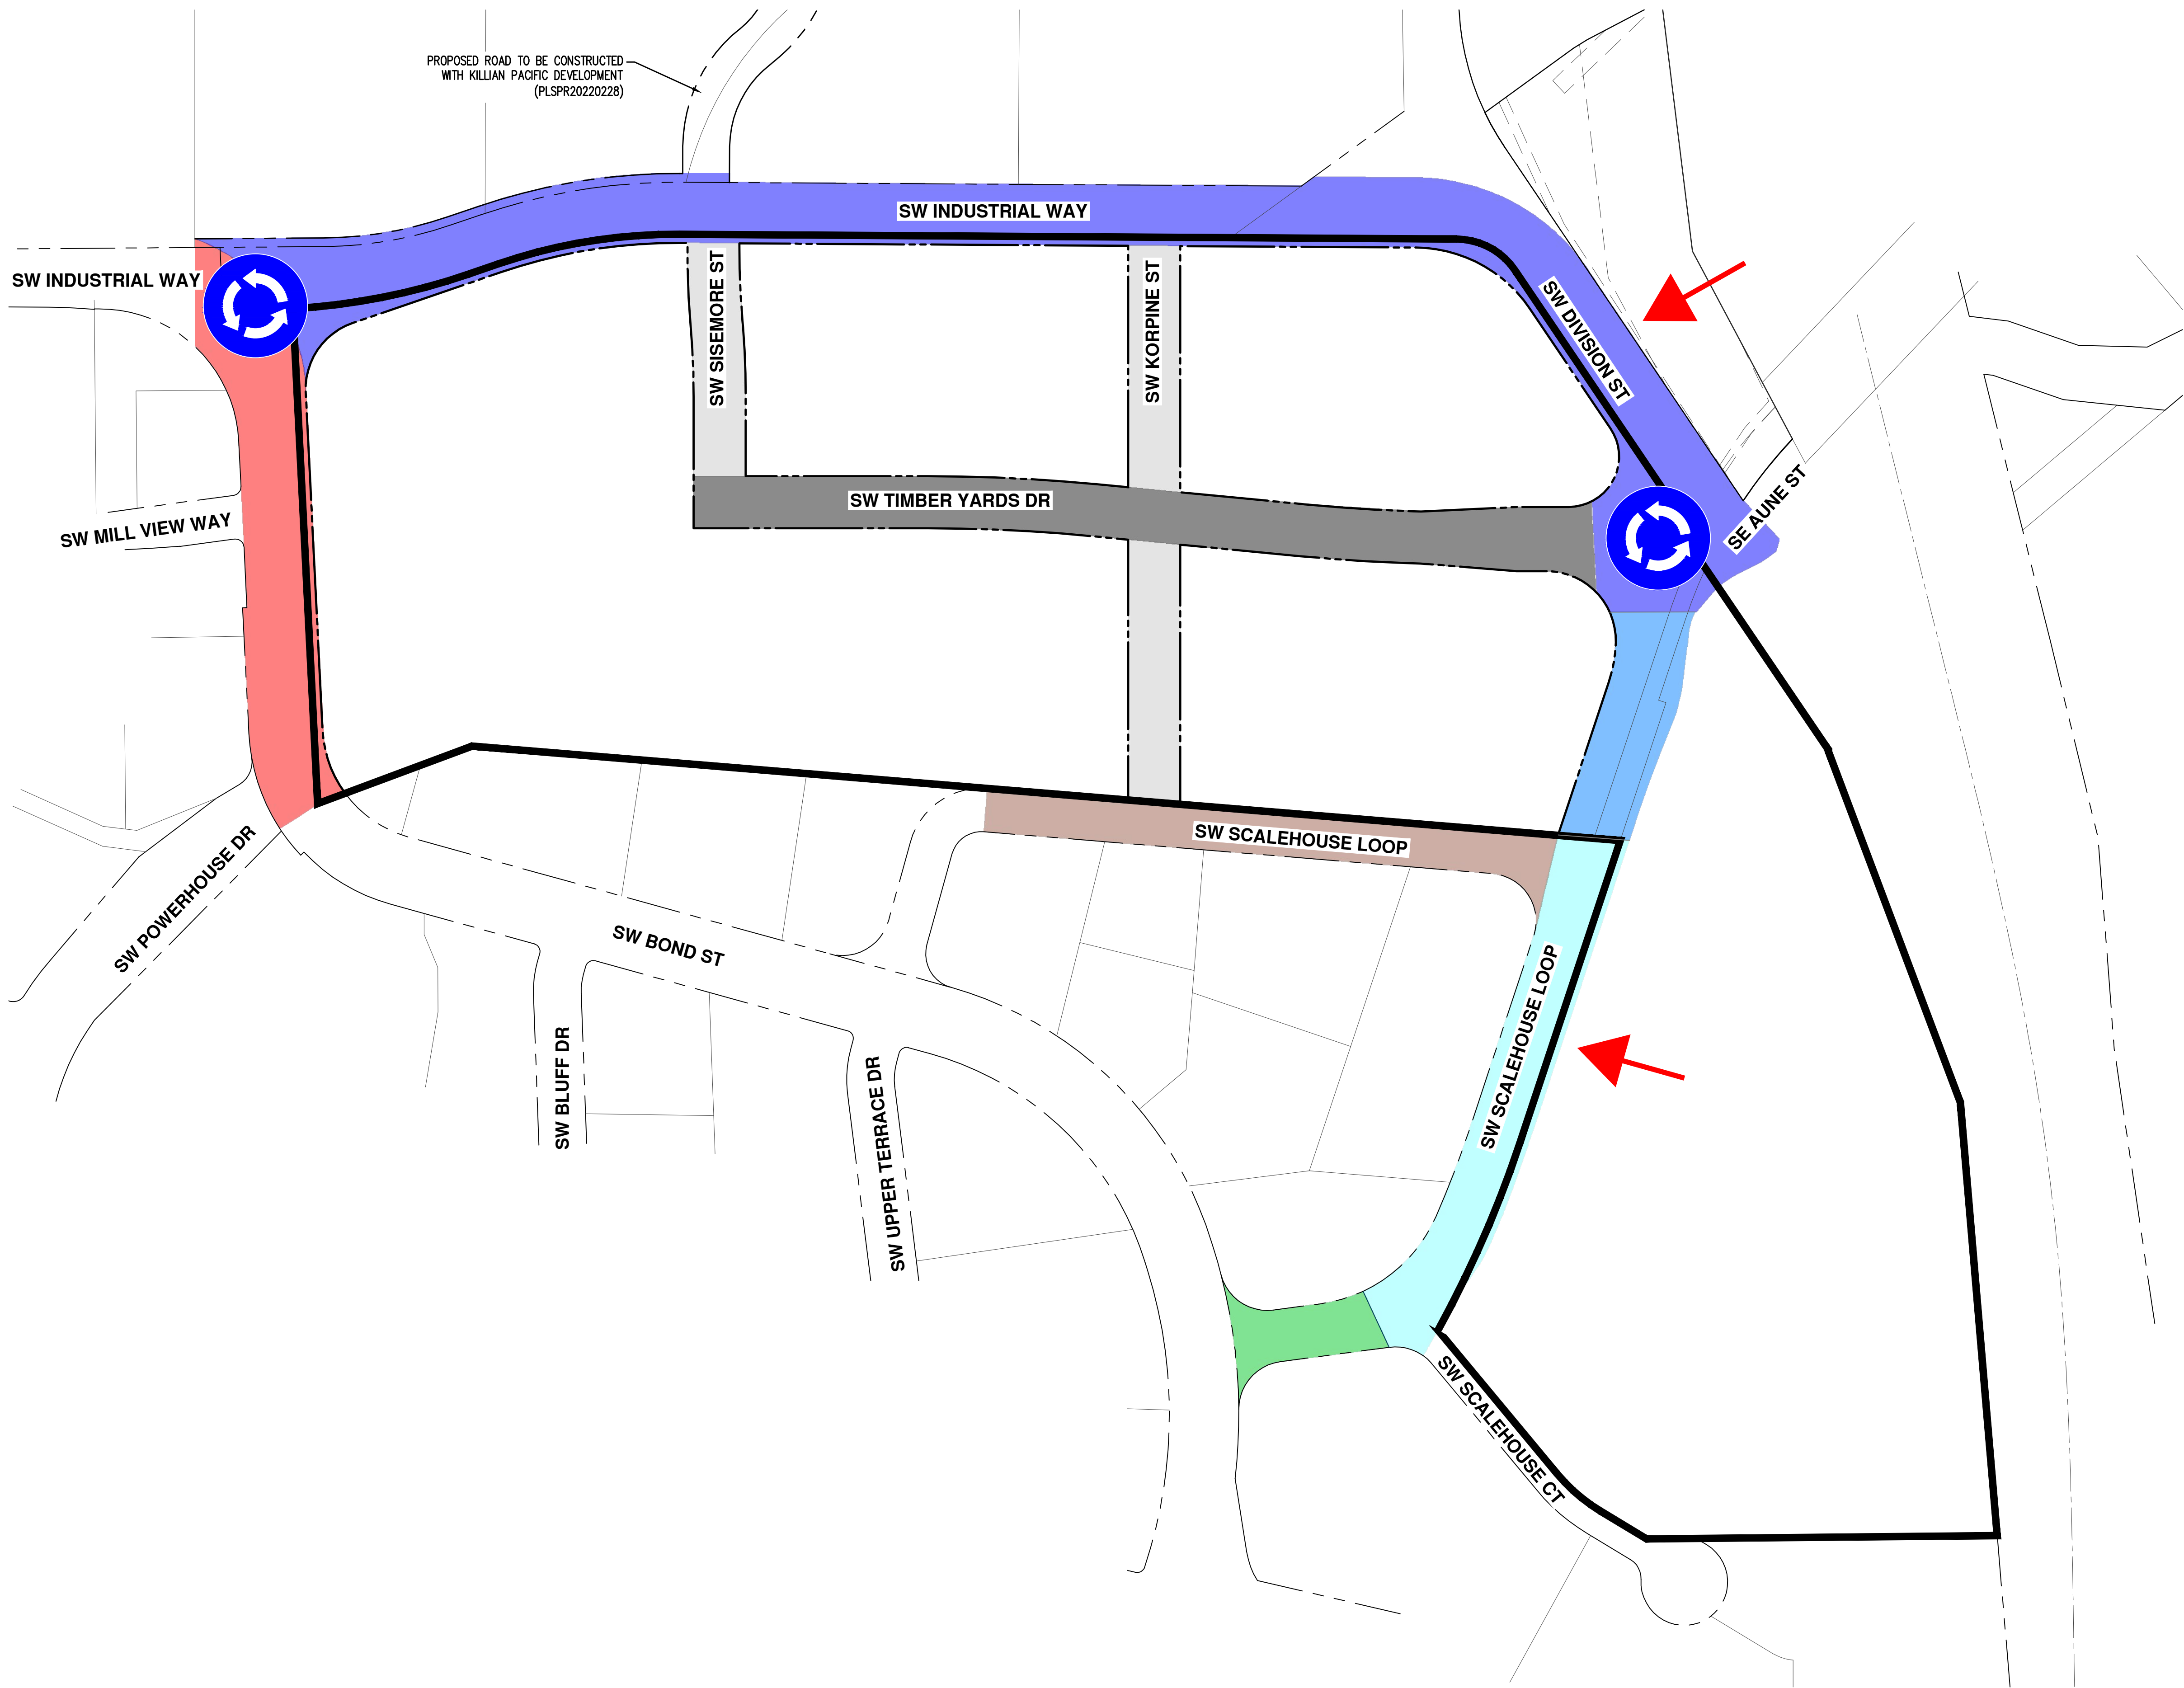 PROPOSED ROAD TO BE CONSTRUCTED
WITH KILLIAN PACIFIC DEVELOPMENT
(PLSPR20220228)
SW INDUSTRIAL WAY
SW INDUSTRIAL WAY
SW SISEMORE ST
SW KORPINE ST
SW DIVISION ST
SW TIMBER YARDS DR
SE AUNE ST
SW MILL VIEW WAY
SW SCALEHOUSE LOOP
SW POWERHOUSE DR
SW BOND ST
SW SCALEHOUSE LOOP
SW BLUFF DR
SW UPPER TERRACE DR
SW SCALEHOUSE CT